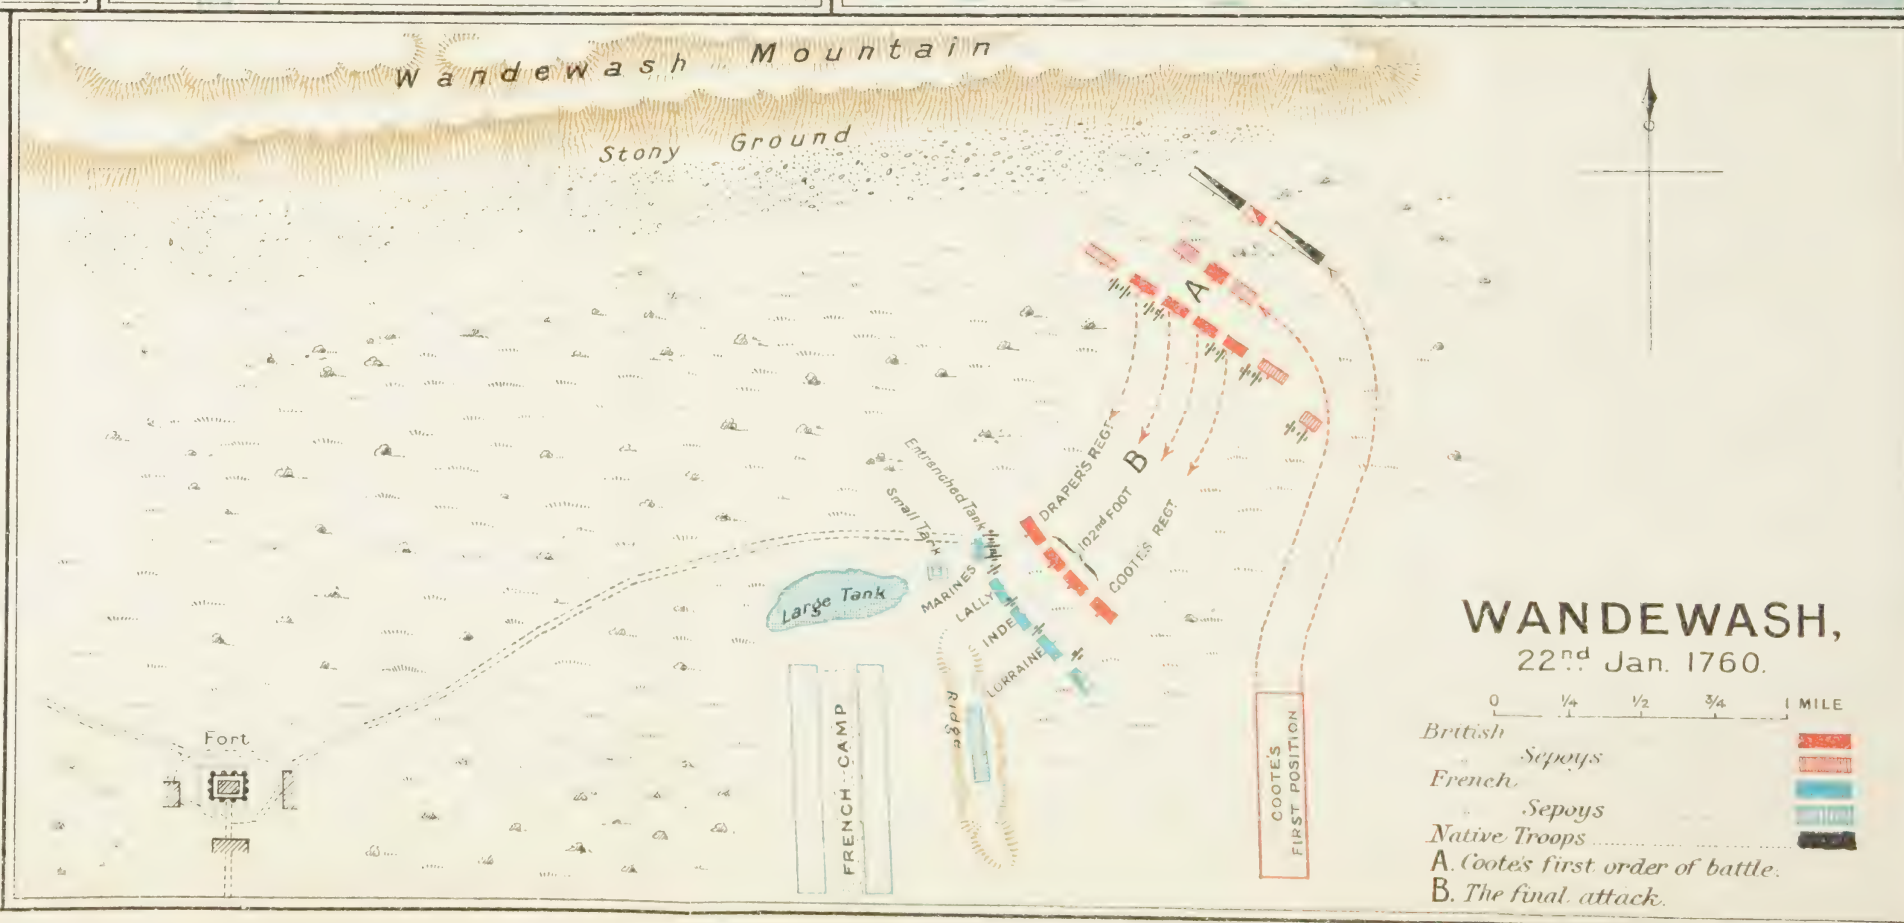 Wandewash Mountain
Stony Ground
A
B
Entrenched Tank
Small Tank
DRAPER'S REGT
102nd FOOT
COOTE'S REGT
MARINES
LALLY
INDE
LORRAINE
Large Tank
Ridge
FRENCH CAMP
COOTE'S
FIRST POSITION
Fort
WANDEWASH,
22nd Jan. 1760.
0 1/4 1/2 3/4 1 MILE
British
" Sepoys
French
" Sepoys
Native Troops
A. Coote's first order of battle.
B. The final attack.